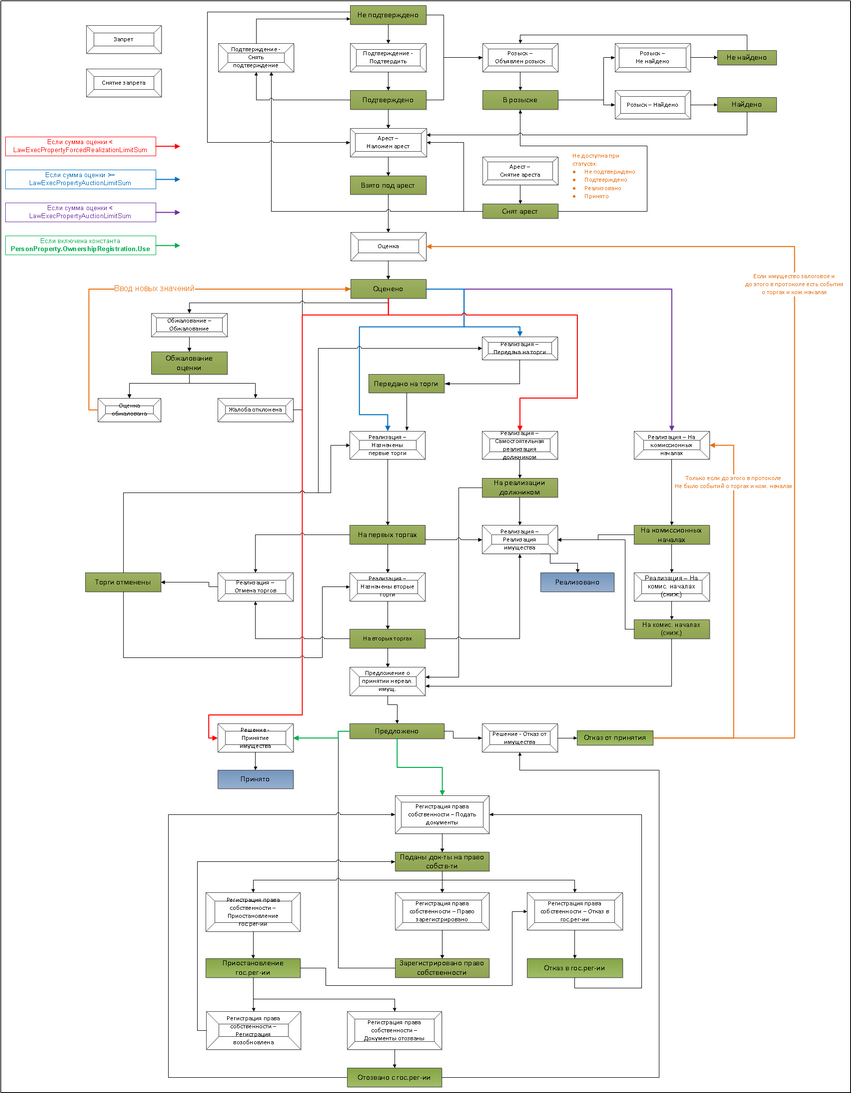 Не подтверждено
Запрет
Подтверждение -
Снять
подтверждение
Подтверждение -
Подтвердить
Розыск –
Объявлен розыск
Розыск –
Не найдено
Не найдено
Снятие запрета
Подтверждено
В розыске
Розыск – Найдено
Найдено
Если сумма оценки <
LawExecPropertyForcedRealizationLimitSum
Арест –
Наложен арест
Арест –
Снятие ареста
Не доступна при
статусах:
Не подтверждено
Подтверждено
Реализовано
Принято
Если сумма оценки >=
LawExecPropertyAuctionLimitSum
Взято под арест
Если сумма оценки <
LawExecPropertyAuctionLimitSum
Снят арест
Если включена константа
PersonProperty.OwnershipRegistration.Use
Оценка
Если имущество залоговое и
до этого в протоколе есть события
о торгах и ком.началах
Ввод новых значений
Оценено
Обжалование –
Обжалование
Реализация –
Передана на торги
Обжалование
оценки
Передано на торги
Оценка
обжалована
Жалоба отклонена
Реализация –
Назначены
первые торги
Реализация –
Самостоятельная
реализация
должником
Реализация – На
комиссионных
началах
Только если до этого в протоколе
Не было событий о торгах и ком. началах
На реализации
должником
На первых торгах
Реализация –
Реализация
имущества
На комиссионных
началах
Торги отменены
Реализация –
Отмена торгов
Реализация –
Назначены вторые
торги
Реализовано
Реализация – На
комис. началах
(сниж.)
На вторых торгах
На комис. началах
(сниж.)
Предложение о
принятии нереал.
имущ.
Решение -
Принятие
имущества
Предложено
Решение - Отказ от
имущества
Отказ от принятия
Принято
Регистрация права
собственности – Подать
документы
Поданы док-ты на право
собств-ти
Регистрация права
собственности –
Приостановление
гос.рег-ии
Регистрация права
собственности – Право
зарегистрировано
Регистрация права
собственности – Отказ в
гос.рег-ии
Приостановление
гос.рег-ии
Зарегистрировано право
собственности
Отказ в гос.рег-ии
Регистрация права
собственности –
Регистрация
возобновлена
Регистрация права
собственности –
Документы отозваны
Отозвано с гос.рег-ии